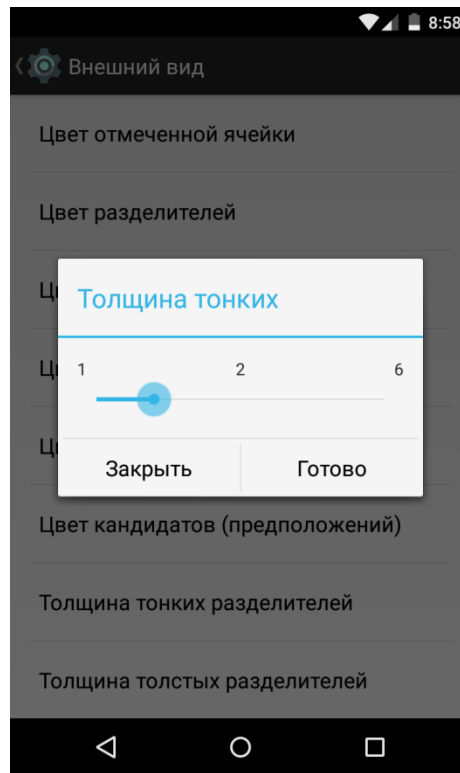 8:58
Внешний вид
Цвет отмеченной ячейки
Цвет разделителей
Толщина тонких
1 2 6
Закрыть Готово
Цвет кандидатов (предположений)
Толщина тонких разделителей
Толщина толстых разделителей